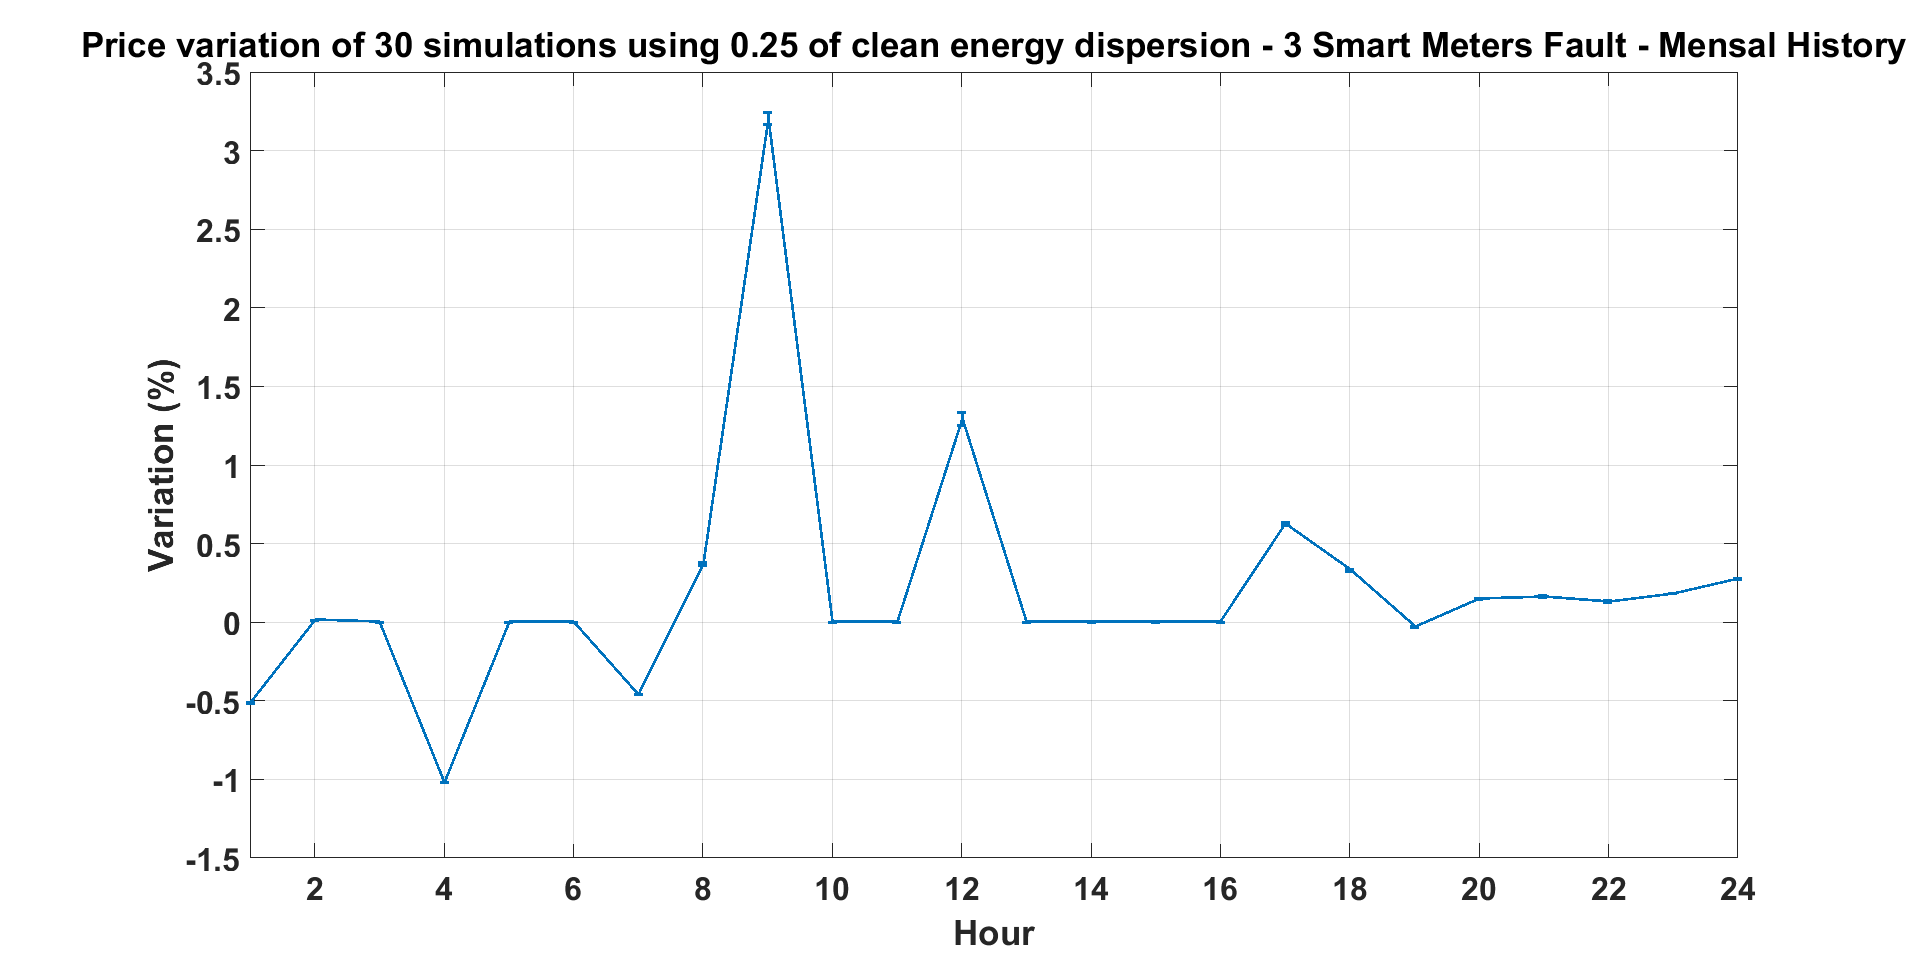 Price variation of 30 simulations using 0.25 of clean energy dispersion - 3 Smart Meters Fault - Mensal History
3.5
3
2.5
2
1.5
1
0.5
0
-0.5
-1
-1.5
Variation (%)
2 4 6 8 10 12 14 16 18 20 22 24
Hour